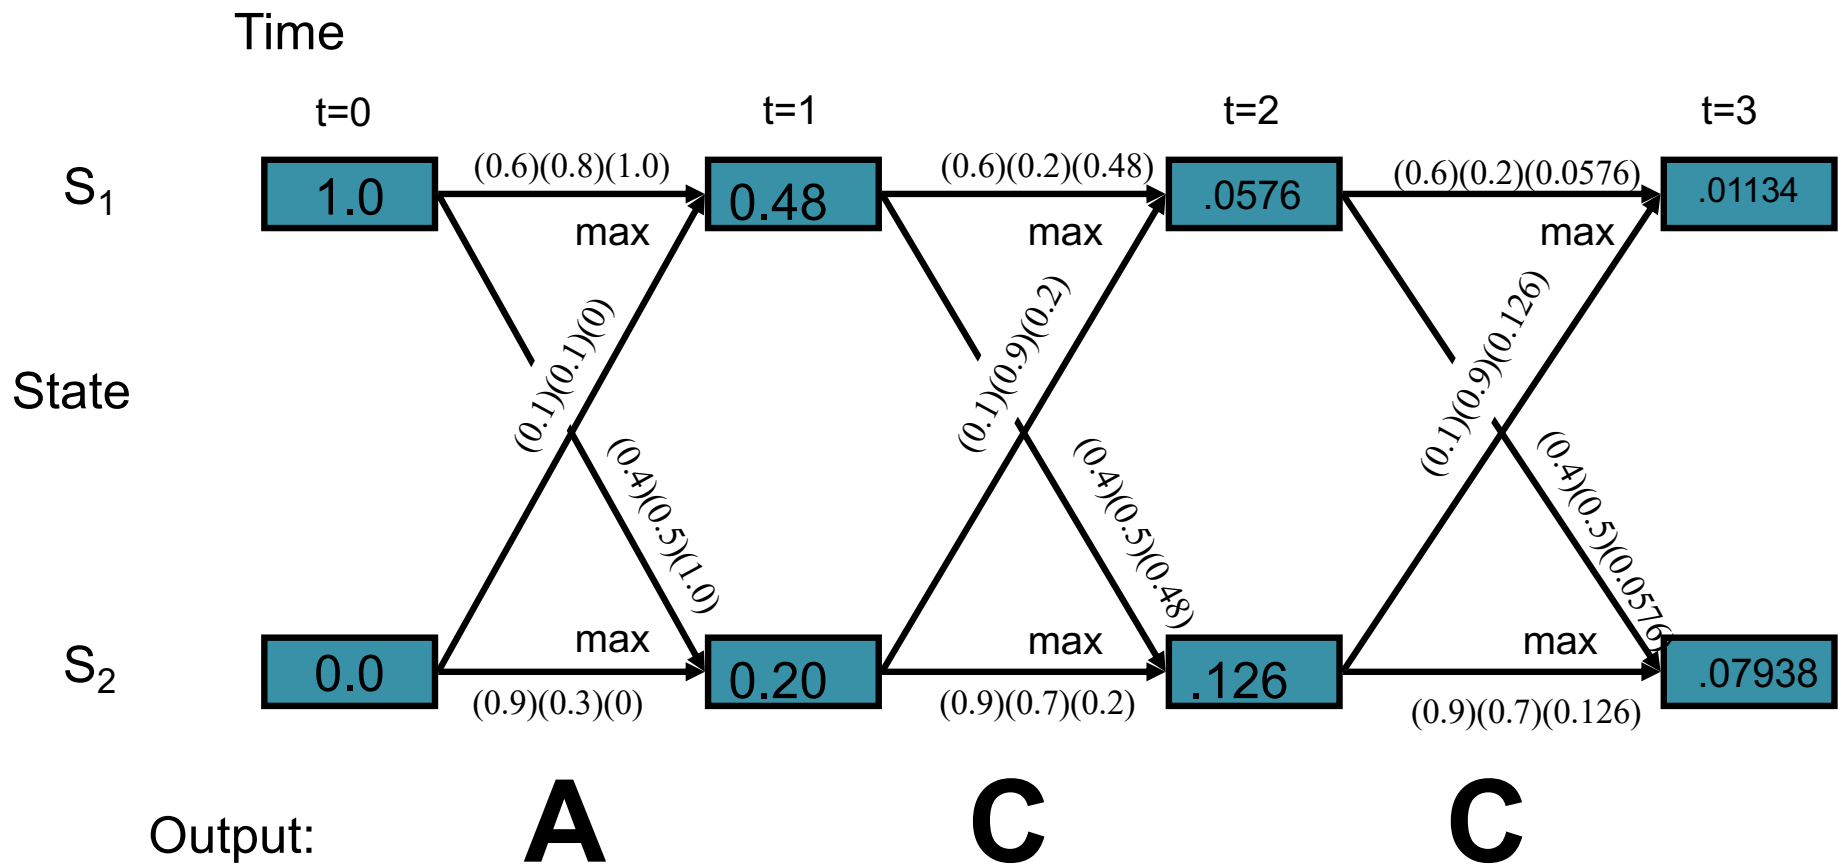 Time
t=0 t=1 t=2 t=3
S₁ 1.0 (0.6)(0.8)(1.0) 0.48 (0.6)(0.2)(0.48) .0576 (0.6)(0.2)(0.0576) .01134
max max max
(0.1)(0.1)(0) (0.1)(0.9)(0.2) (0.1)(0.9)(0.126)
State
(0.4)(0.5)(1.0) (0.4)(0.5)(0.48) (0.4)(0.5)(0.0576)
max max max
S₂ 0.0 0.20 .126 .07938
(0.9)(0.3)(0) (0.9)(0.7)(0.2) (0.9)(0.7)(0.126)
Output: A C C